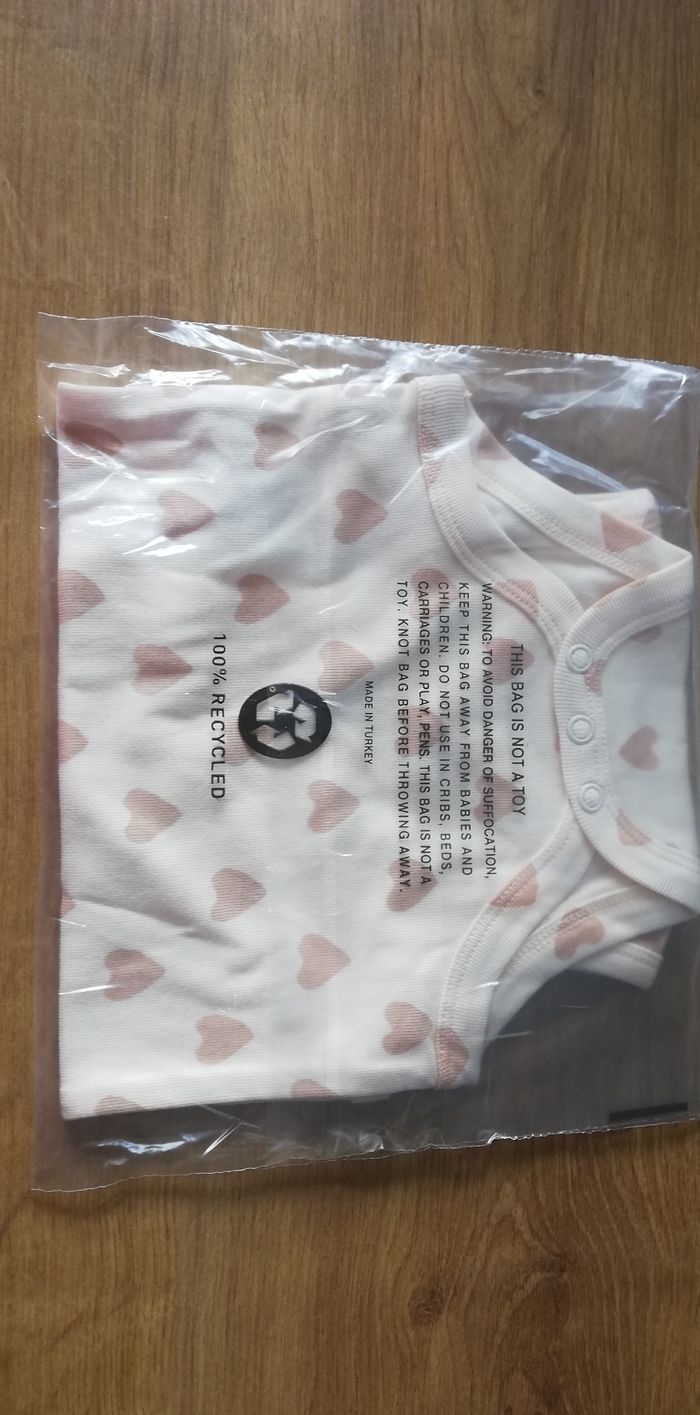 THIS BAG IS NOT A TOY
WARNING: TO AVOID DANGER OF SUFFOCATION,
KEEP THIS BAG AWAY FROM BABIES AND
CHILDREN. DO NOT USE IN CRIBS, BEDS,
CARRIAGES OR PLAY, PENS. THIS BAG IS NOT A
TOY. KNOT BAG BEFORE THROWING AWAY.
MADE IN TURKEY
100% RECYCLED